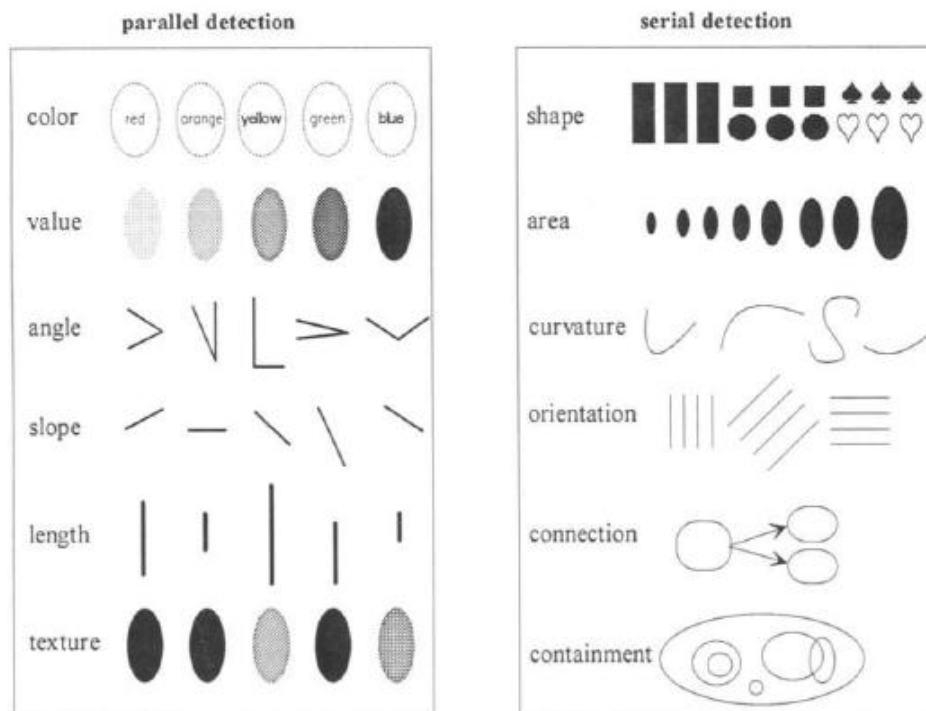 parallel detection
color
red orange yellow green blue
value
angle
slope
length
texture
serial detection
shape
area
curvature
orientation
connection
containment